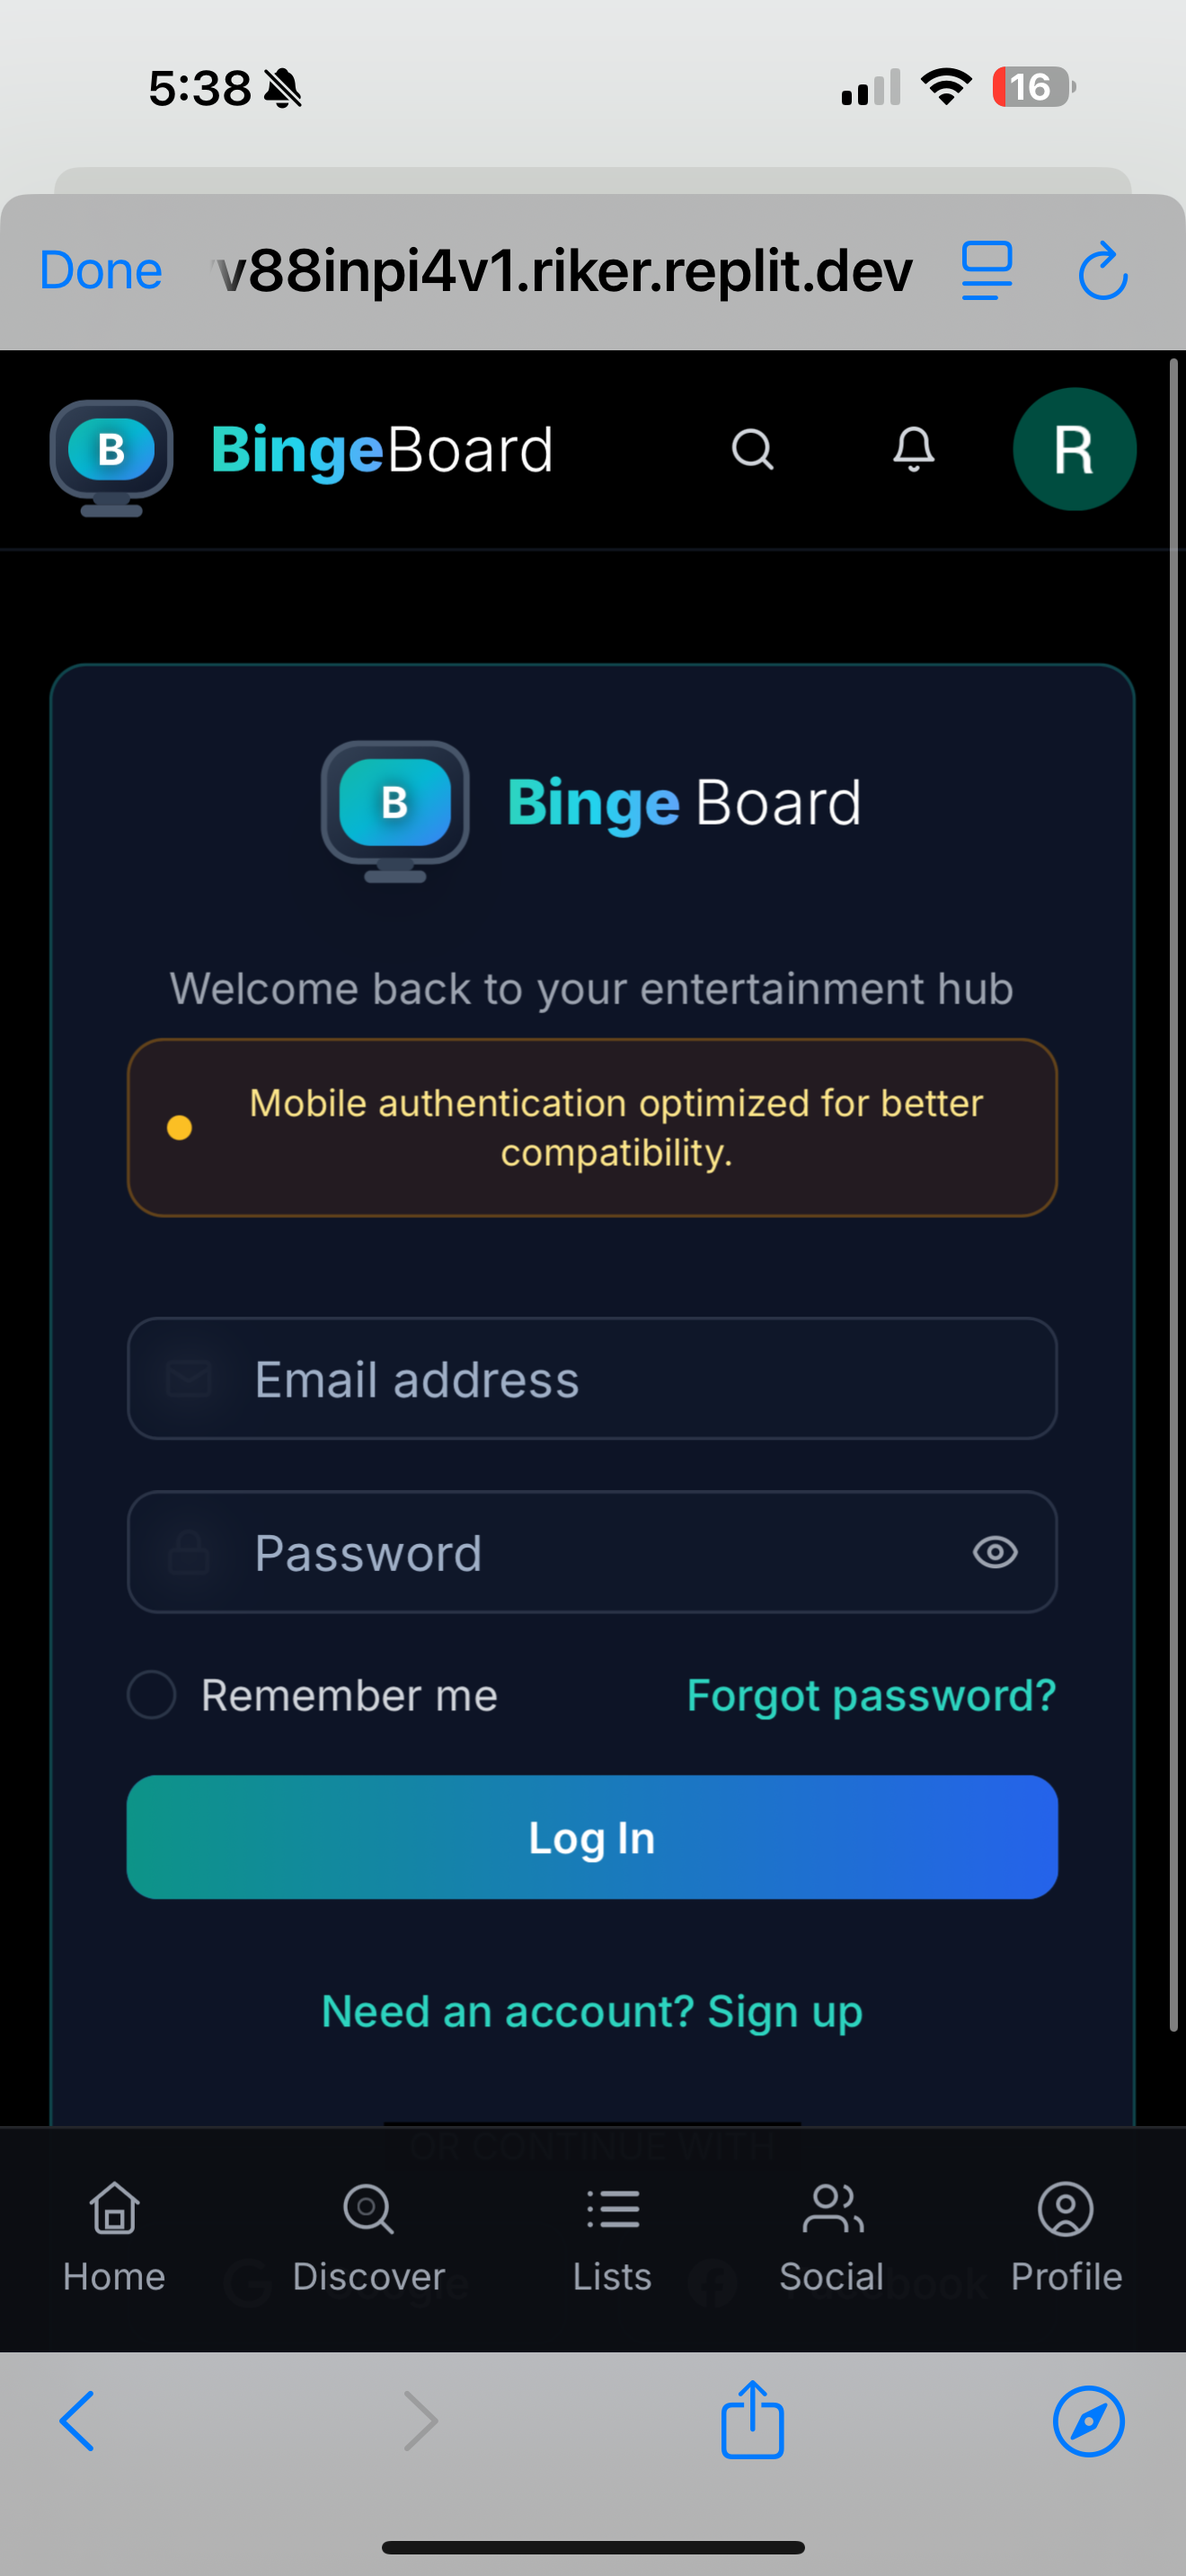 5:38
16
Done
v88inpi4v1.riker.replit.dev
B
BingeBoard
R
B
Binge Board
Welcome back to your entertainment hub
Mobile authentication optimized for better
compatibility.
Email address
Password
Remember me
Forgot password?
Log In
Need an account? Sign up
OR CONTINUE WITH
Home
Discover
Lists
Social
Profile